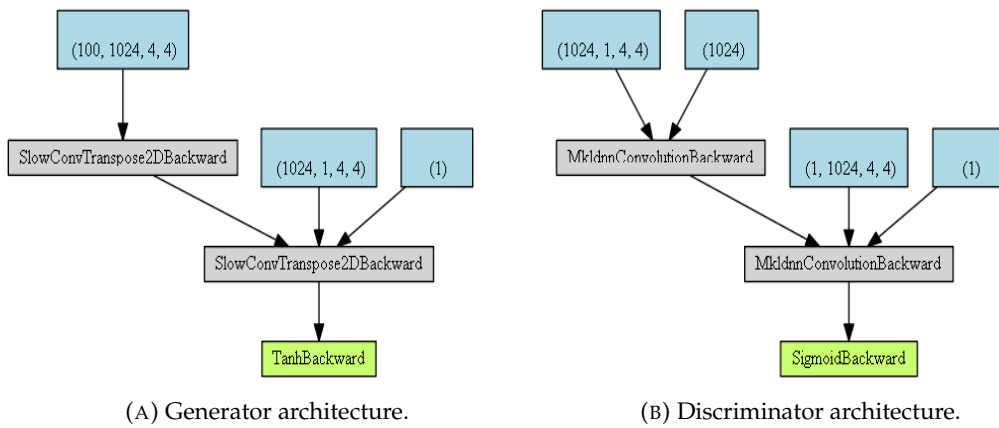 (100, 1024, 4, 4)
SlowConvTranspose2DBackward
(1024, 1, 4, 4)
(1)
SlowConvTranspose2DBackward
TanhBackward
(A) Generator architecture.
(1024, 1, 4, 4)
(1024)
MkldnnConvolutionBackward
(1, 1024, 4, 4)
(1)
MkldnnConvolutionBackward
SigmoidBackward
(B) Discriminator architecture.